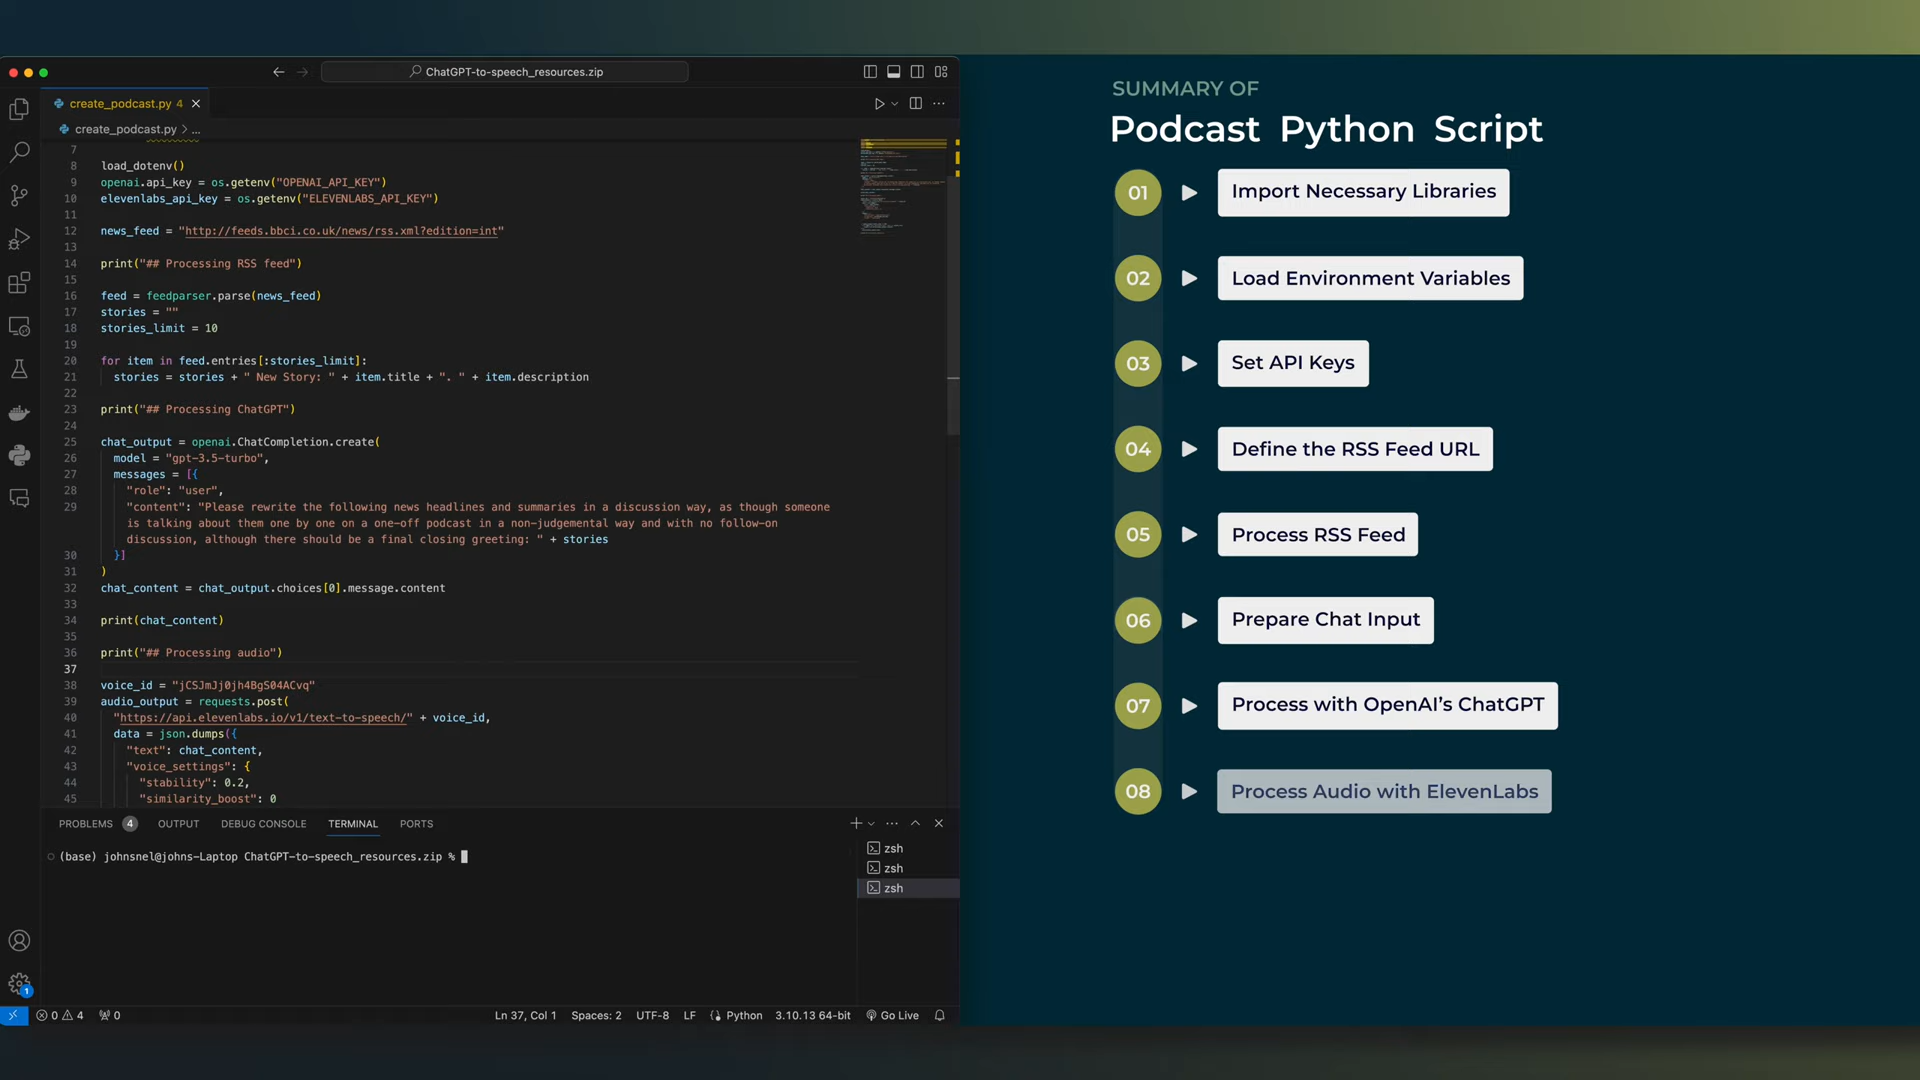 ChatGPT-to-speech_resources.zip
create_podcast.py 4
create_podcast.py > ...
7
8 load_dotenv()
9 openai.api_key = os.getenv("OPENAI_API_KEY")
10 elevenlabs_api_key = os.getenv("ELEVENLABS_API_KEY")
11
12 news_feed = "http://feeds.bbci.co.uk/news/rss.xml?edition=int"
13
14 print("## Processing RSS feed")
15
16 feed = feedparser.parse(news_feed)
17 stories = ""
18 stories_limit = 10
19
20 for item in feed.entries[:stories_limit]:
21 stories = stories + " New Story: " + item.title + ". " + item.description
22
23 print("## Processing ChatGPT")
24
25 chat_output = openai.ChatCompletion.create(
26 model = "gpt-3.5-turbo",
27 messages = [{
28 "role": "user",
29 "content": "Please rewrite the following news headlines and summaries in a discussion way, as though someone
is talking about them one by one on a one-off podcast in a non-judgemental way and with no follow-on
discussion, although there should be a final closing greeting: " + stories
30 }]
31 )
32 chat_content = chat_output.choices[0].message.content
33
34 print(chat_content)
35
36 print("## Processing audio")
37
38 voice_id = "jCSJmJj0jh4BgS04ACvq"
39 audio_output = requests.post(
40 "https://api.elevenlabs.io/v1/text-to-speech/" + voice_id,
41 data = json.dumps({
42 "text": chat_content,
43 "voice_settings": {
44 "stability": 0.2,
45 "similarity_boost": 0
PROBLEMS 4 OUTPUT DEBUG CONSOLE TERMINAL PORTS
(base) johnsnel@johns-Laptop ChatGPT-to-speech_resources.zip %
zsh
zsh
zsh
1
0 4 0 Ln 37, Col 1 Spaces: 2 UTF-8 LF Python 3.10.13 64-bit Go Live
SUMMARY OF
Podcast Python Script
01 Import Necessary Libraries
02 Load Environment Variables
03 Set API Keys
04 Define the RSS Feed URL
05 Process RSS Feed
06 Prepare Chat Input
07 Process with OpenAI’s ChatGPT
08 Process Audio with ElevenLabs